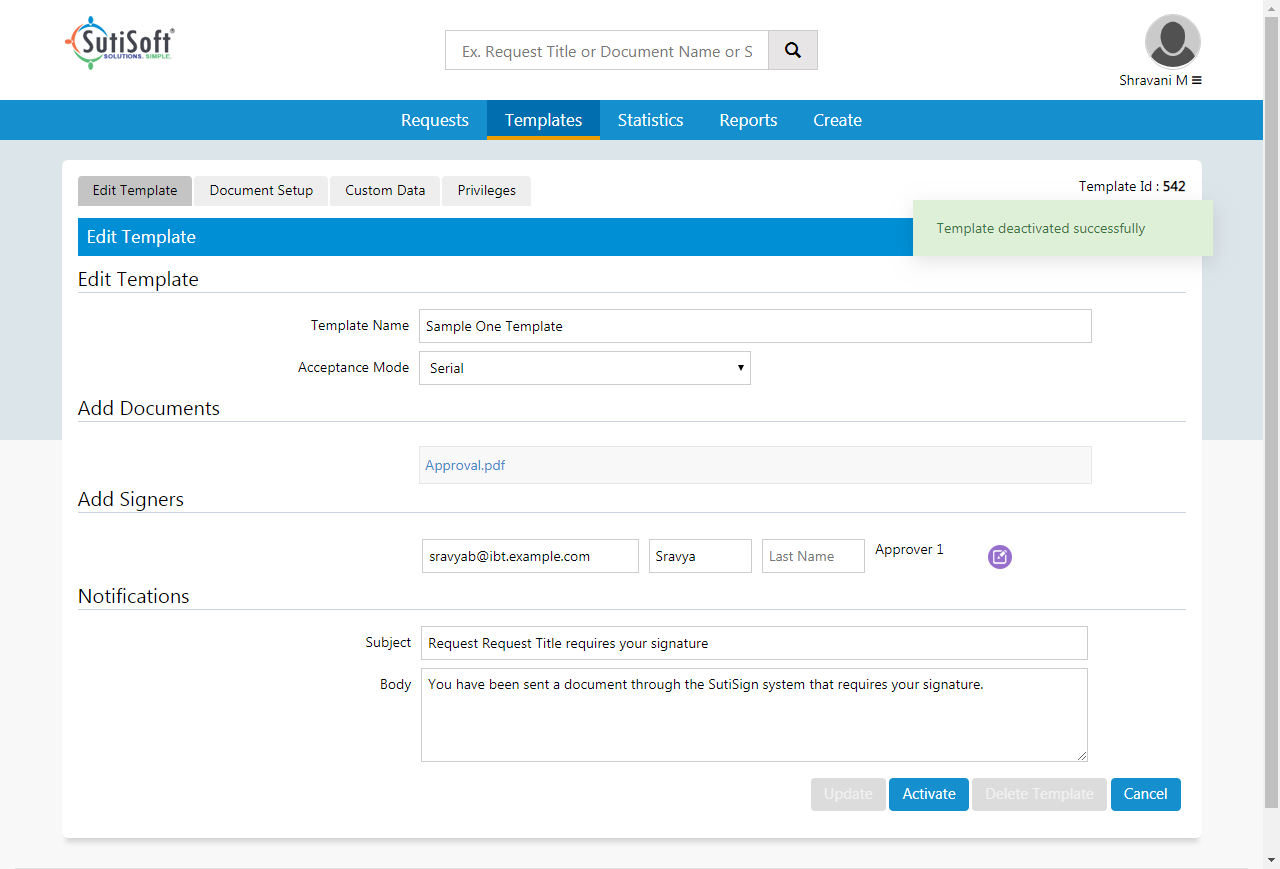 SutiSoft®
SOLUTIONS. SIMPLE.
Ex. Request Title or Document Name or S
Shravani M
Requests Templates Statistics Reports Create
Edit Template Document Setup Custom Data Privileges
Template Id : 542
Template deactivated successfully
Edit Template
Edit Template
Template Name Sample One Template
Acceptance Mode Serial
Add Documents
Approval.pdf
Add Signers
sravyab@ibt.example.com Sravya Last Name Approver 1
Notifications
Subject Request Request Title requires your signature
Body You have been sent a document through the SutiSign system that requires your signature.
Update Activate Delete Template Cancel